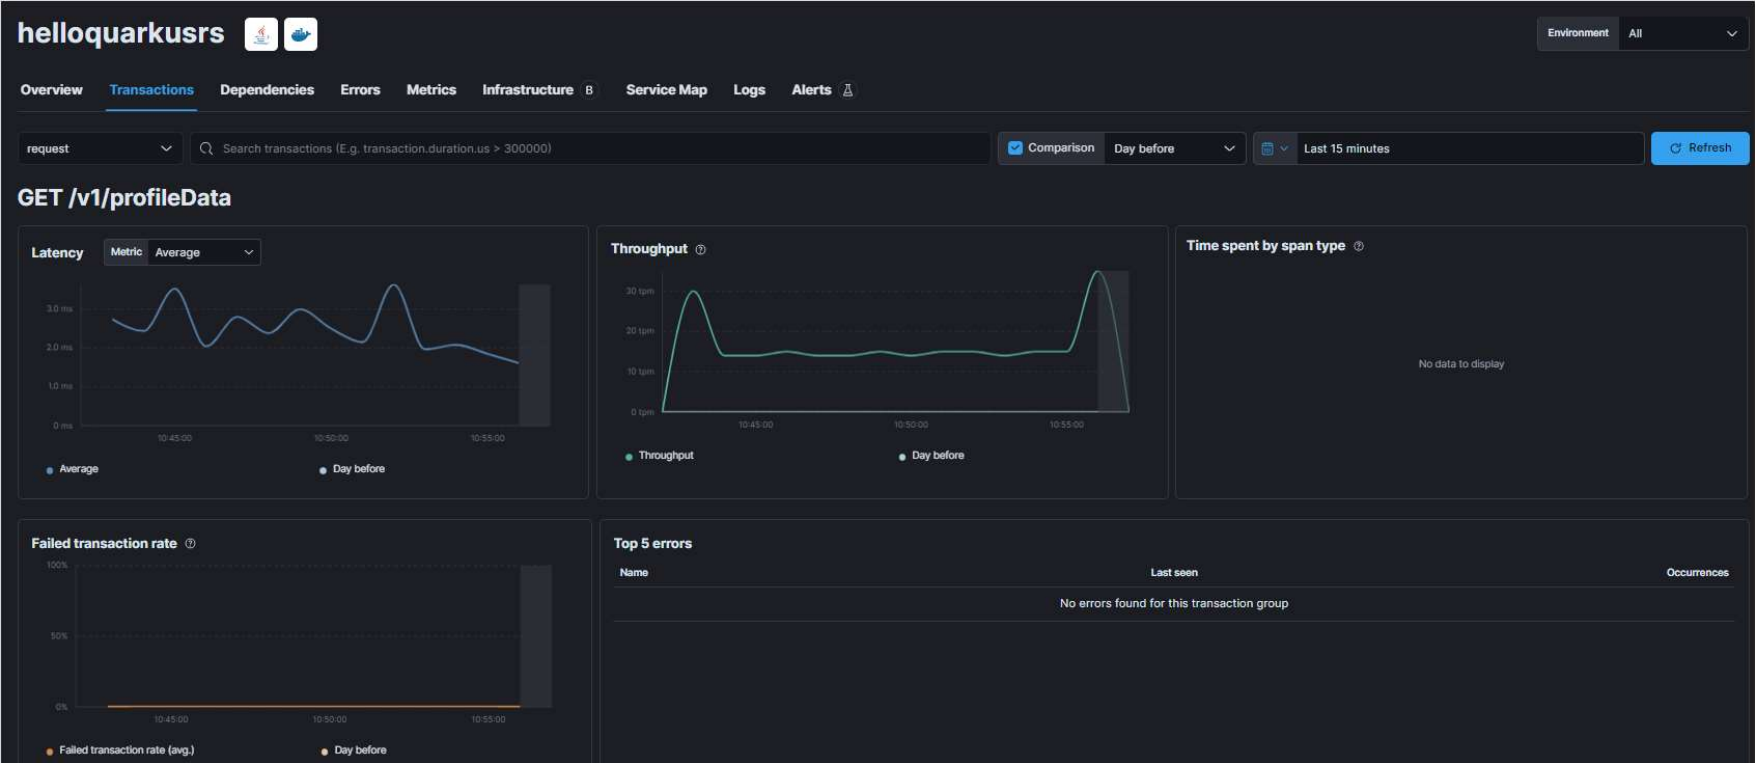 helloquarkusrs
Environment All
Overview Transactions Dependencies Errors Metrics Infrastructure B Service Map Logs Alerts
request Search transactions (E.g. transaction.duration.us > 300000) Comparison Day before Last 15 minutes Refresh
GET /v1/profileData
Latency Metric Average
3.0 ms
2.0 ms
1.0 ms
0 ms
10:45:00 10:50:00 10:55:00
Average Day before
Throughput
30 tpm
20 tpm
10 tpm
0 tpm
10:45:00 10:50:00 10:55:00
Throughput Day before
Time spent by span type
No data to display
Failed transaction rate
100%
50%
0%
10:45:00 10:50:00 10:55:00
Failed transaction rate (avg.) Day before
Top 5 errors
Name Last seen Occurrences
No errors found for this transaction group